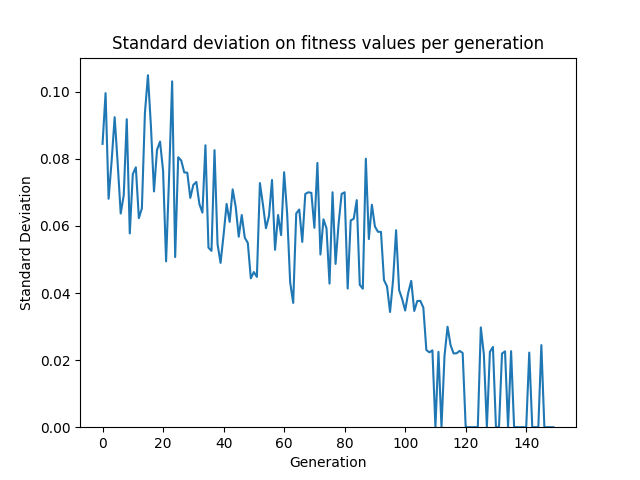 Standard deviation on fitness values per generation
0.10
0.08
0.06
0.04
0.02
0.00
Standard Deviation
0 20 40 60 80 100 120 140
Generation